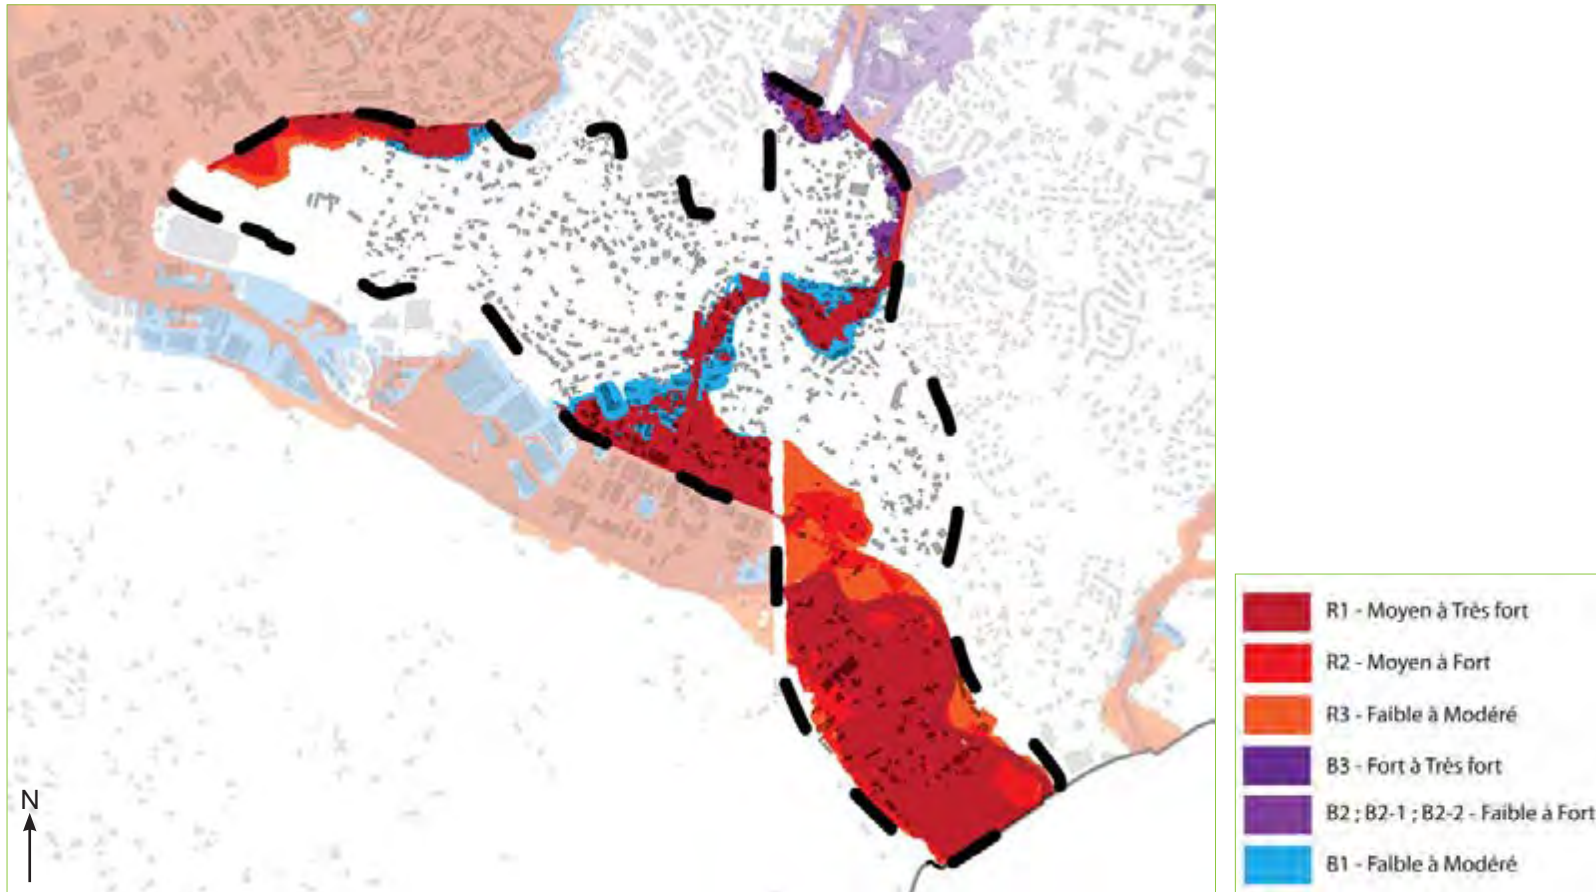 N
R1 - Moyen à Très fort
R2 - Moyen à Fort
R3 - Faible à Modéré
B3 - Fort à Très fort
B2 ; B2-1 ; B2-2 - Faible à Fort
B1 - Faible à Modéré